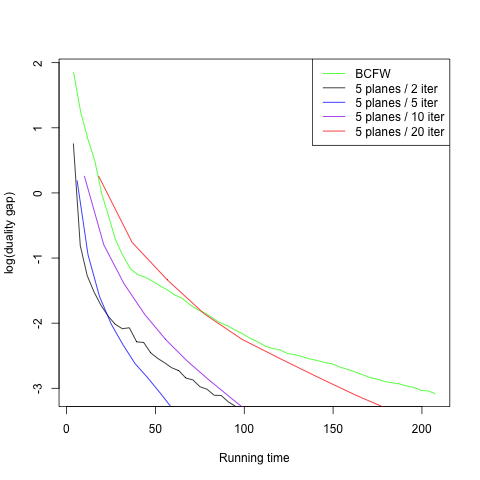 BCFW
5 planes / 2 iter
5 planes / 5 iter
5 planes / 10 iter
5 planes / 20 iter
2
1
0
-1
-2
-3
log(duality gap)
0 50 100 150 200
Running time